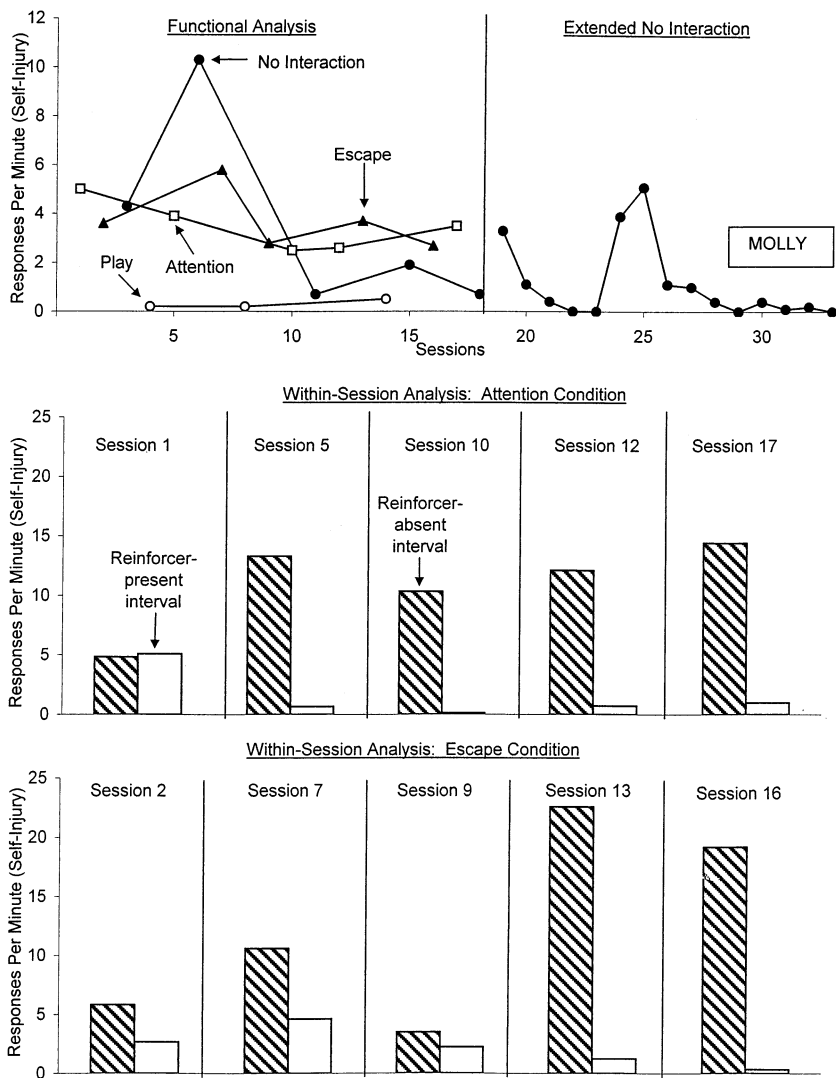 Functional Analysis
Extended No Interaction
Responses Per Minute (Self-Injury)
12
10
8
6
4
2
0
No Interaction
Escape
Attention
Play
MOLLY
5
10
15
20
25
30
Sessions
Within-Session Analysis: Attention Condition
Responses Per Minute (Self-Injury)
25
20
15
10
5
0
Session 1
Session 5
Session 10
Session 12
Session 17
Reinforcer-
present
interval
Reinforcer-
absent
interval
Within-Session Analysis: Escape Condition
Responses Per Minute (Self-Injury)
25
20
15
10
5
0
Session 2
Session 7
Session 9
Session 13
Session 16